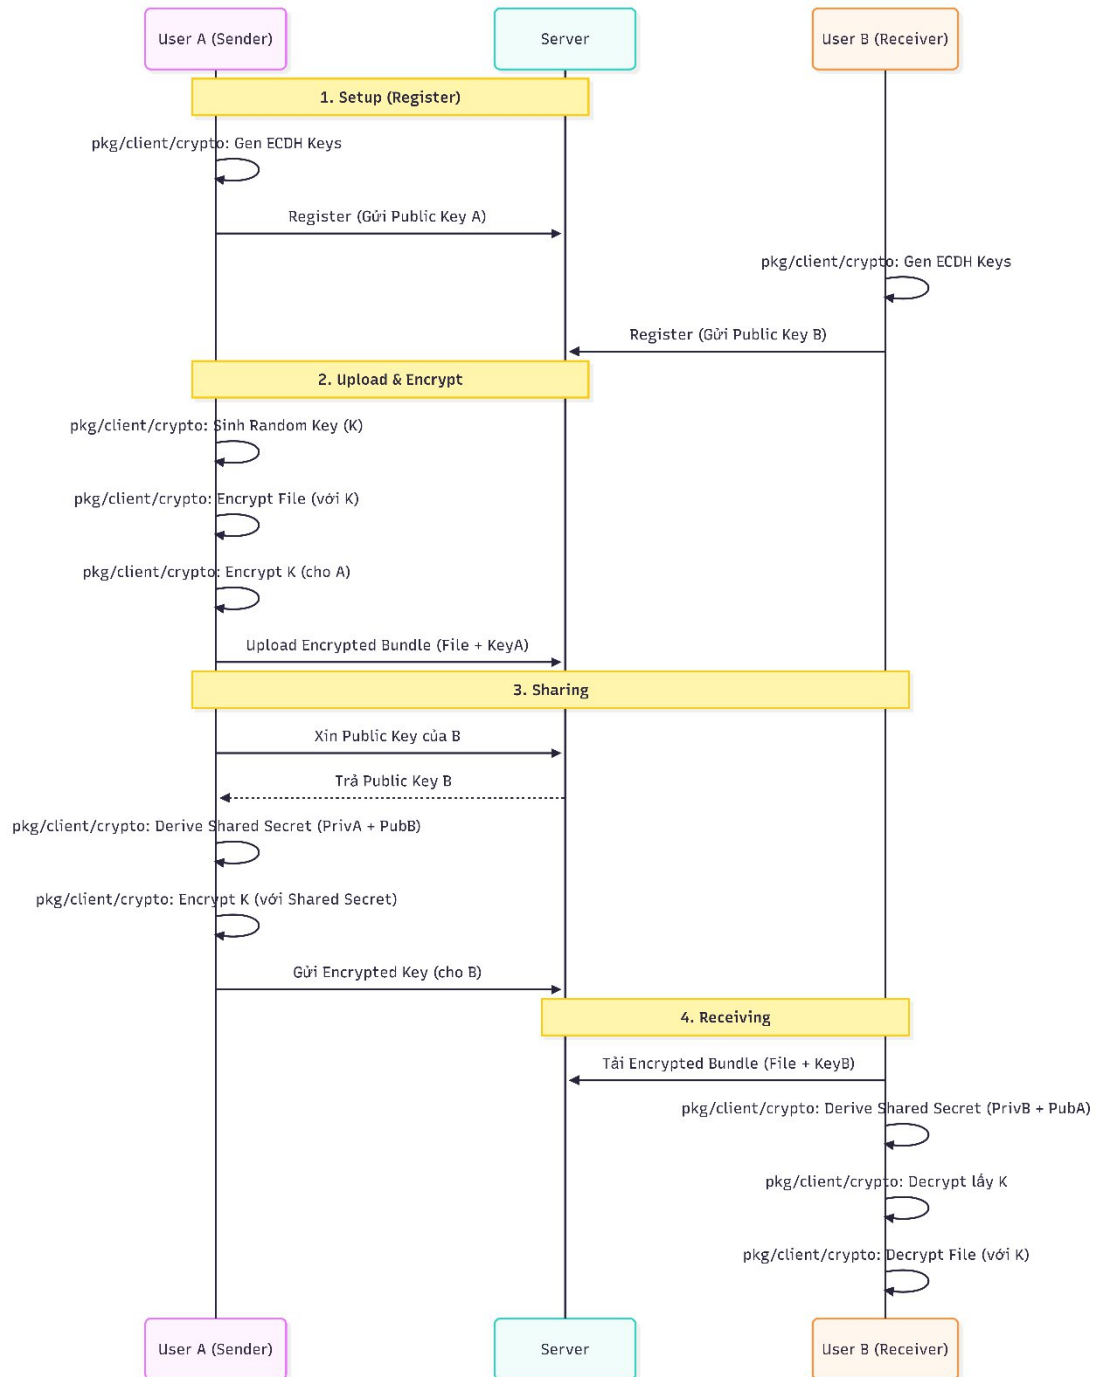 User A (Sender)
Server
User B (Receiver)
1. Setup (Register)
pkg/client/crypto: Gen ECDH Keys
Register (Gửi Public Key A)
pkg/client/crypto: Gen ECDH Keys
Register (Gửi Public Key B)
2. Upload & Encrypt
pkg/client/crypto: Sinh Random Key (K)
pkg/client/crypto: Encrypt File (với K)
pkg/client/crypto: Encrypt K (cho A)
Upload Encrypted Bundle (File + KeyA)
3. Sharing
Xin Public Key của B
Trả Public Key B
pkg/client/crypto: Derive Shared Secret (PrivA + PubB)
pkg/client/crypto: Encrypt K (với Shared Secret)
Gửi Encrypted Key (cho B)
4. Receiving
Tải Encrypted Bundle (File + KeyB)
pkg/client/crypto: Derive Shared Secret (PrivB + PubA)
pkg/client/crypto: Decrypt lấy K
pkg/client/crypto: Decrypt File (với K)
User A (Sender)
Server
User B (Receiver)